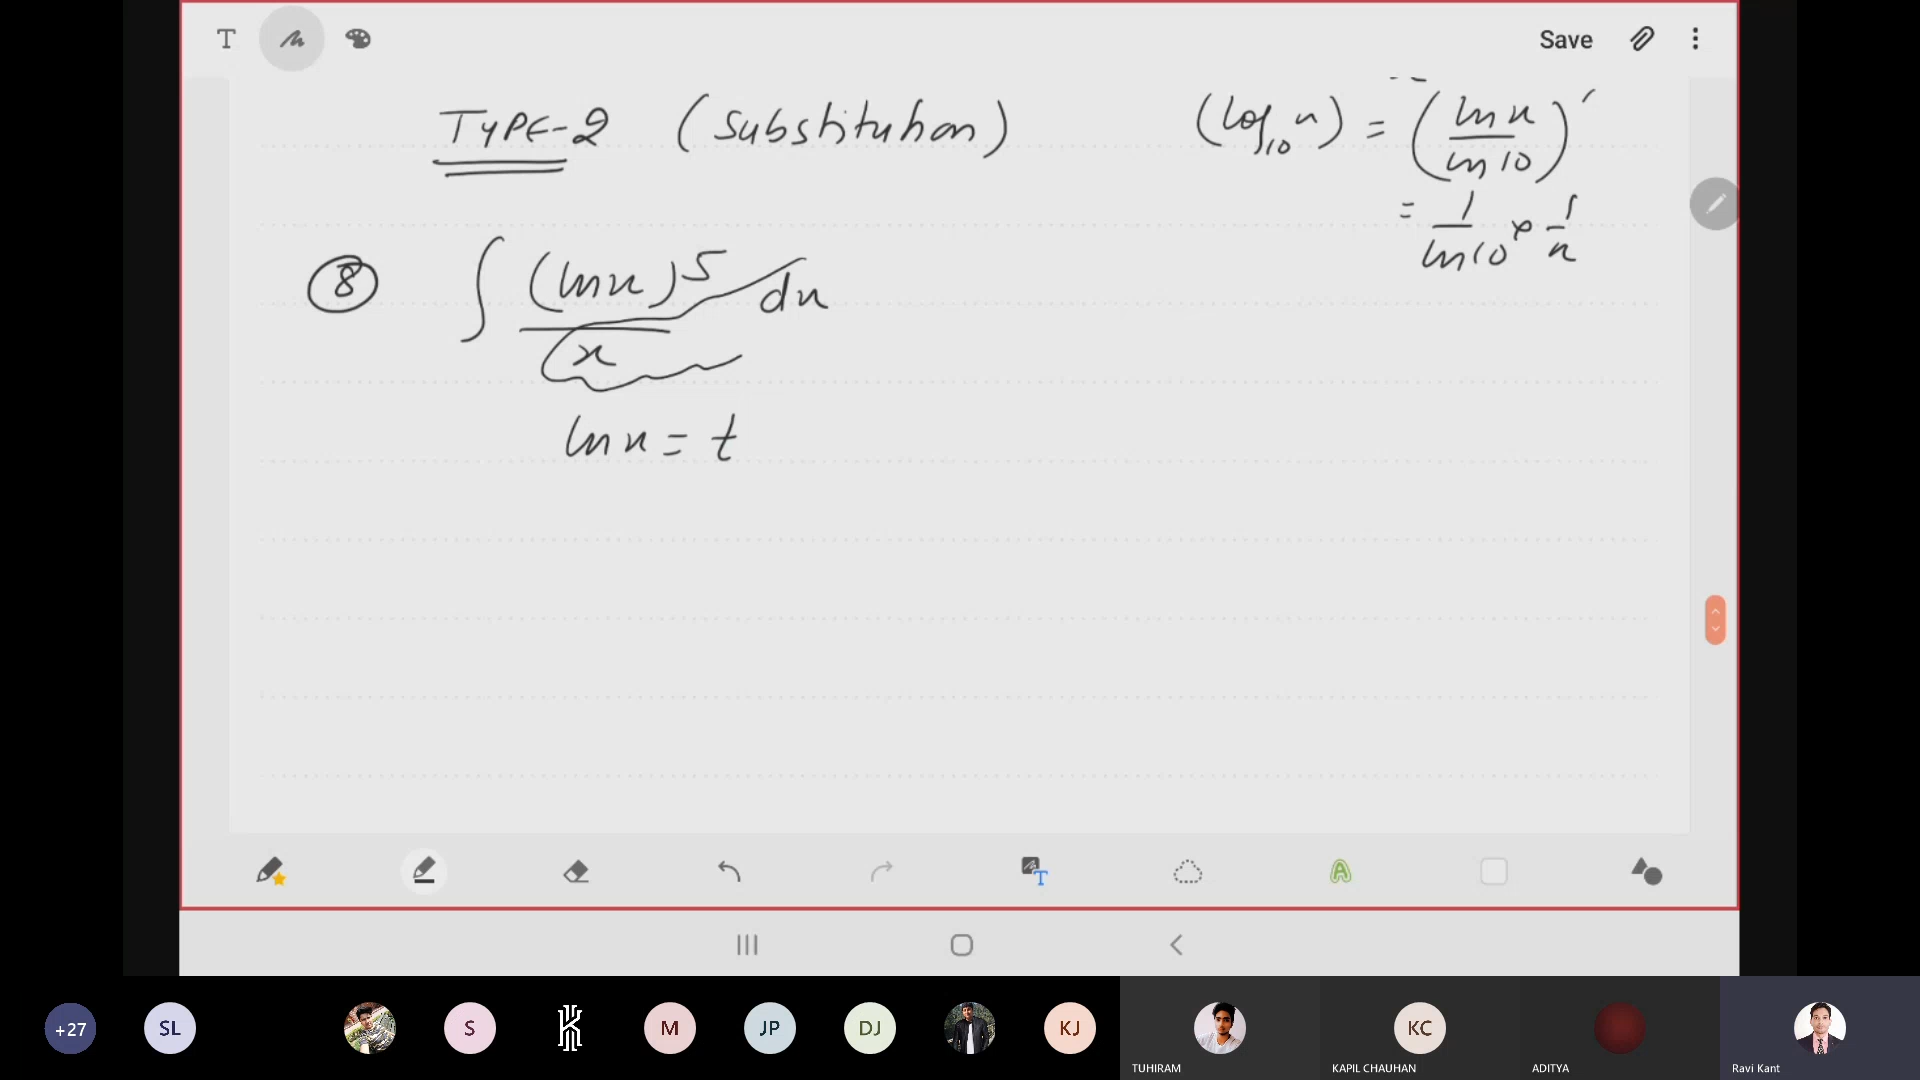 T Save
TYPE-2 (Substitution) (log₁₀ x) = (ln x / ln 10)'
= 1/ln 10 × 1/x
⑧ ∫ (ln x)⁵ / x dx
ln x = t
T A
+27 SL S M JP DJ KJ KC
TUHIRAM KAPIL CHAUHAN ADITYA Ravi Kant